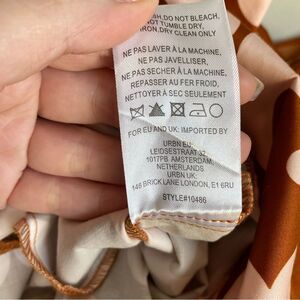 SH, DO NOT BLEACH,
NOT TUMBLE DRY,
IRON, DRY CLEAN ONLY
NE PAS LAVER À LA MACHINE,
NE PAS JAVELLISER,
NE PAS SECHER À LA MACHINE,
REPASSER AU FER FROID,
NETTOYER À SEC SEULEMENT
FOR EU AND UK: IMPORTED BY
URBN EU
LEIDSESTRAAT 32
1017PB AMSTERDAM,
NETHERLANDS
URBN UK:
146 BRICK LANE LONDON, E1 6RU
STYLE#10486